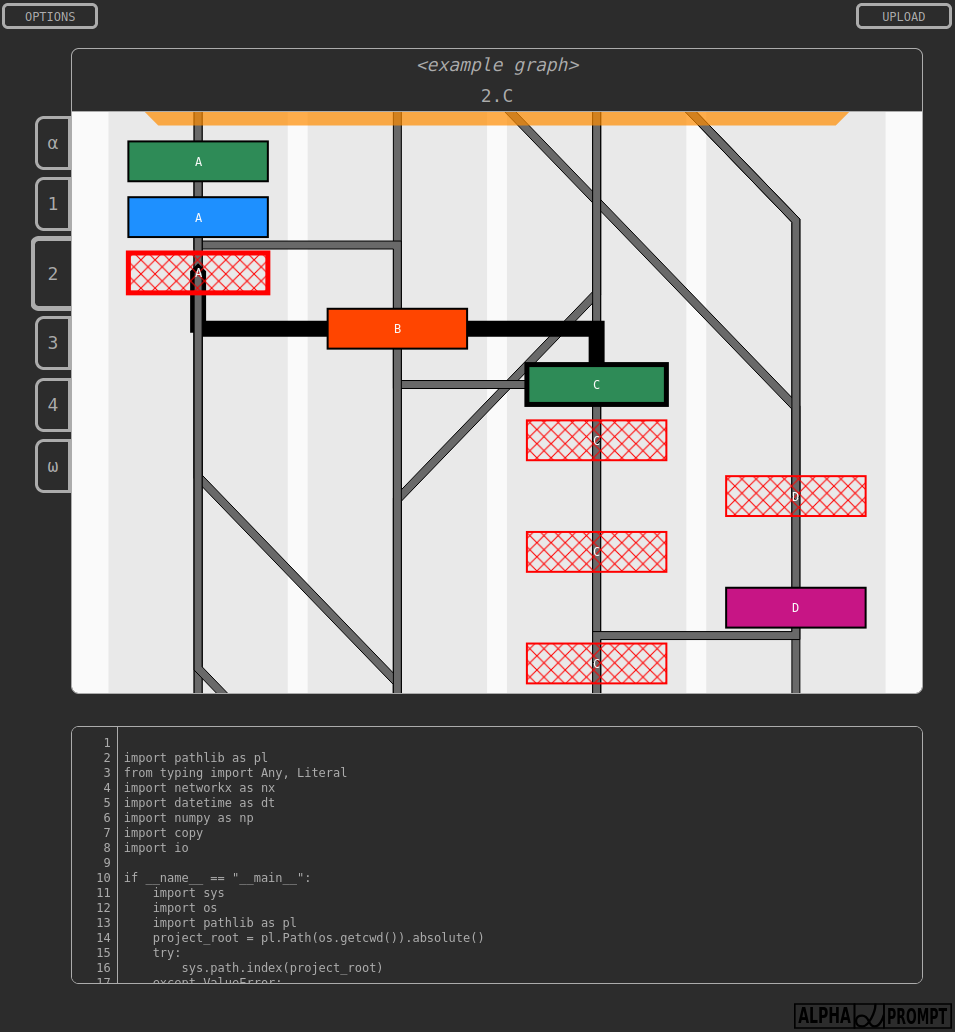 OPTIONS
UPLOAD
<example graph>
2.C
α
1
2
3
4
ω
A
A
A
B
C
C
D
C
D
C
1
2 import pathlib as pl
3 from typing import Any, Literal
4 import networkx as nx
5 import datetime as dt
6 import numpy as np
7 import copy
8 import io
9
10 if __name__ == "__main__":
11     import sys
12     import os
13     import pathlib as pl
14     project_root = pl.Path(os.getcwd()).absolute()
15     try:
16         sys.path.index(project_root)
17     except ValueError:
ALPHA PROMPT